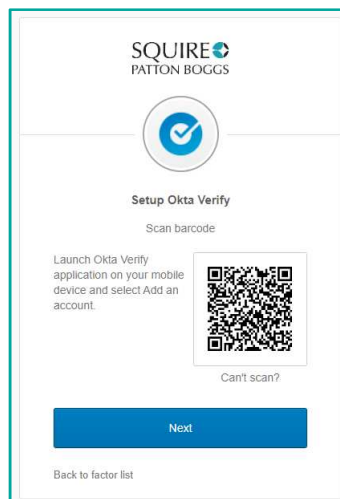 SQUIRE
PATTON BOGGS
Setup Okta Verify
Scan barcode
Launch Okta Verify
application on your mobile
device and select Add an
account.
Can't scan?
Next
Back to factor list